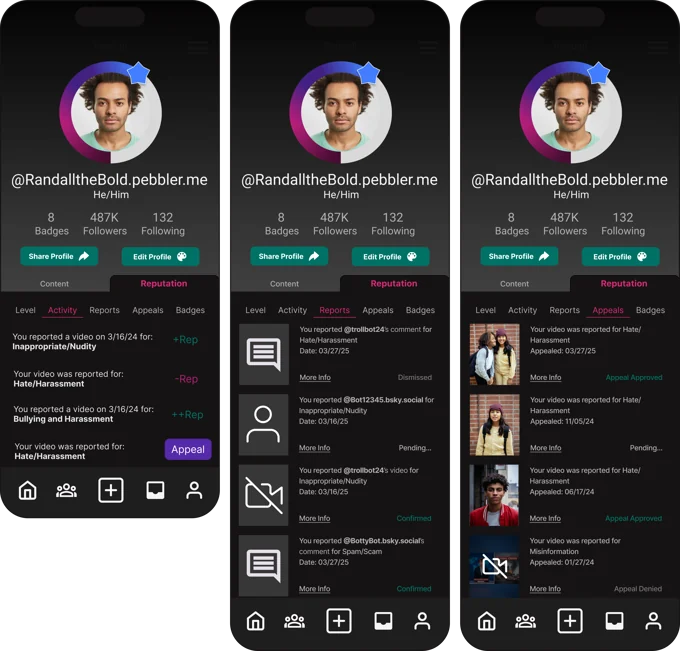 @RandalltheBold.pebbler.me
He/Him
8 487K 132
Badges Followers Following
Share Profile Edit Profile
Content Reputation
Level Activity Reports Appeals Badges
You reported a video on 3/16/24 for:
Inappropriate/Nudity
+Rep
Your video was reported for:
Hate/Harassment
-Rep
You reported a video on 3/16/24 for:
Bullying and Harassment
++Rep
Your video was reported for:
Hate/Harassment
Appeal
@RandalltheBold.pebbler.me
He/Him
8 487K 132
Badges Followers Following
Share Profile Edit Profile
Content Reputation
Level Activity Reports Appeals Badges
You reported @trollbot24's comment for
Hate/Harassment
Date: 03/27/25
More Info Dismissed
You reported @Bot12345.bsky.social for
Inappropriate/Nudity
Date: 03/16/25
More Info Pending...
You reported @trollbot24's video for
Inappropriate/Nudity
Date: 03/16/25
More Info Confirmed
You reported @BottyBot.bsky.social's
comment for Spam/Scam
Date: 03/27/25
More Info Confirmed
@RandalltheBold.pebbler.me
He/Him
8 487K 132
Badges Followers Following
Share Profile Edit Profile
Content Reputation
Level Activity Reports Appeals Badges
Your video was reported for Hate/
Harassment
Appealed: 03/27/25
More Info Appeal Approved
Your video was reported for Hate/
Harassment
Appealed: 11/05/24
More Info Pending...
Your video was reported for Hate/
Harassment
Appealed: 06/17/24
More Info Appeal Approved
Your video was reported for
Misinformation
Appealed: 01/27/24
More Info Appeal Denied